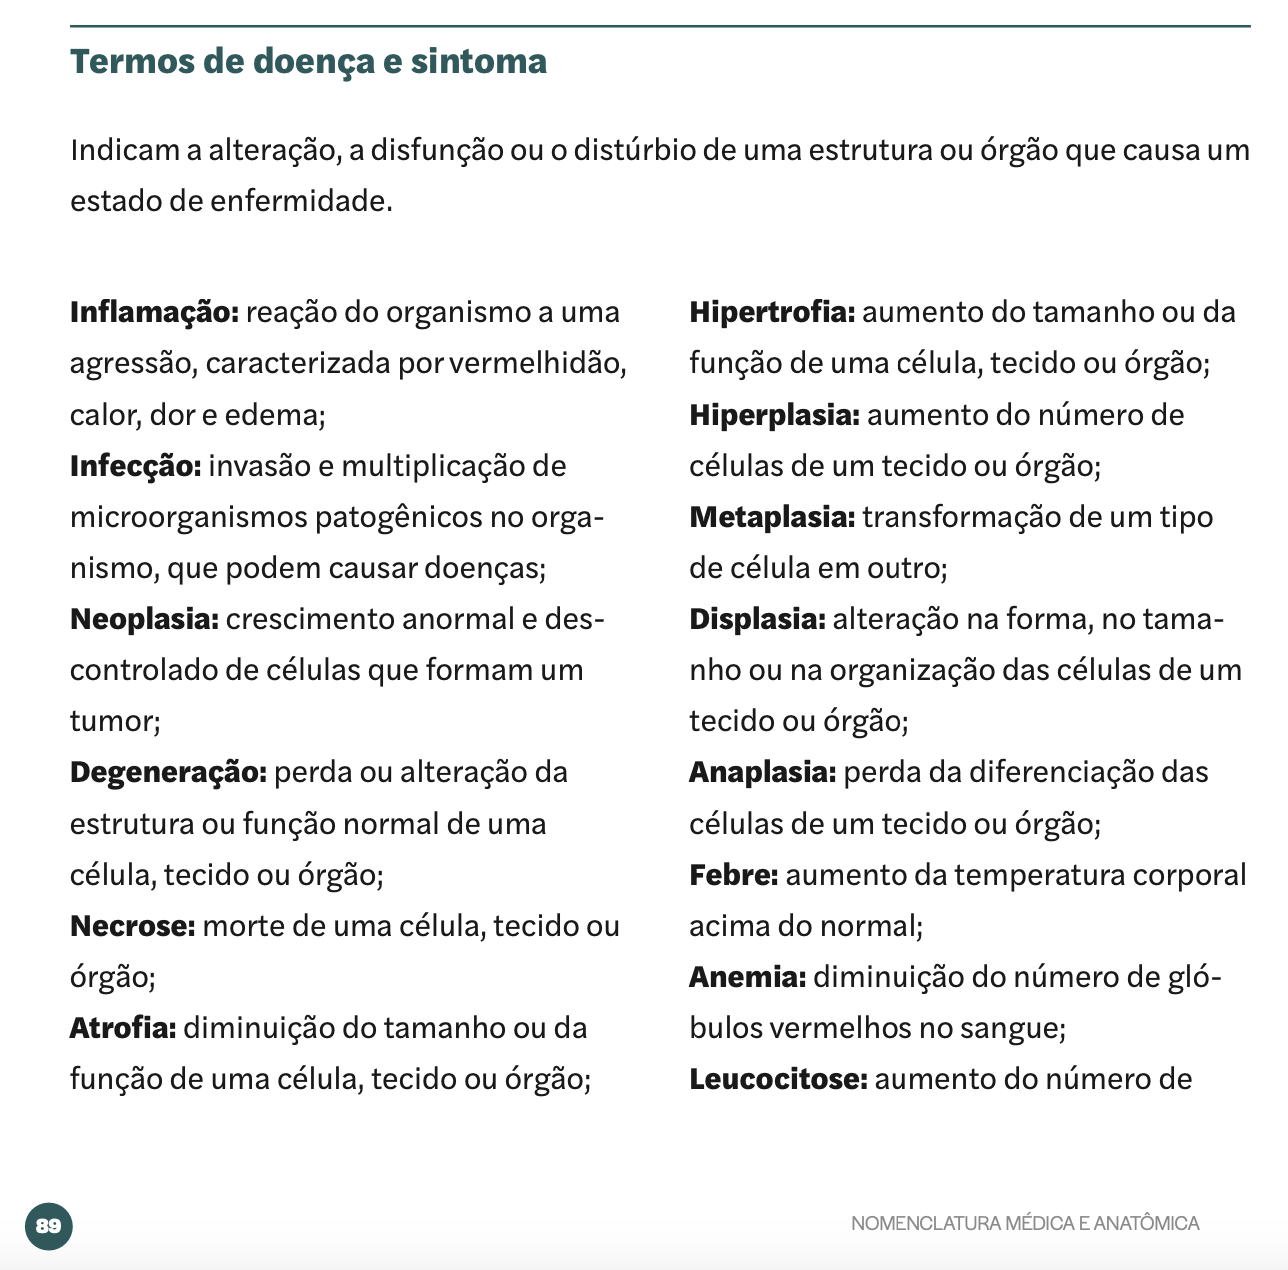 Termos de doença e sintoma
Indicam a alteração, a disfunção ou o distúrbio de uma estrutura ou órgão que causa um
estado de enfermidade.
Inflamação: reação do organismo a uma
agressão, caracterizada por vermelhidão,
calor, dor e edema;
Infecção: invasão e multiplicação de
microorganismos patogênicos no orga-
nismo, que podem causar doenças;
Neoplasia: crescimento anormal e des-
controlado de células que formam um
tumor;
Degeneração: perda ou alteração da
estrutura ou função normal de uma
célula, tecido ou órgão;
Necrose: morte de uma célula, tecido ou
órgão;
Atrofia: diminuição do tamanho ou da
função de uma célula, tecido ou órgão;
Hipertrofia: aumento do tamanho ou da
função de uma célula, tecido ou órgão;
Hiperplasia: aumento do número de
células de um tecido ou órgão;
Metaplasia: transformação de um tipo
de célula em outro;
Displasia: alteração na forma, no tama-
nho ou na organização das células de um
tecido ou órgão;
Anaplasia: perda da diferenciação das
células de um tecido ou órgão;
Febre: aumento da temperatura corporal
acima do normal;
Anemia: diminuição do número de gló-
bulos vermelhos no sangue;
Leucocitose: aumento do número de
89
NOMENCLATURA MÉDICA E ANATÔMICA